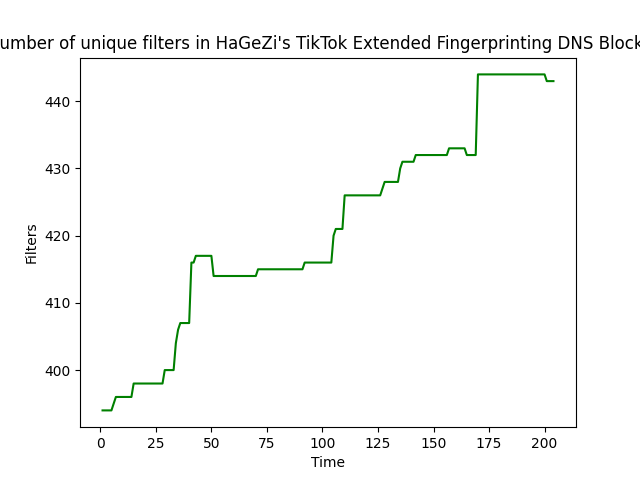 umber of unique filters in HaGeZi's TikTok Extended Fingerprinting DNS Block
440
430
420
410
400
Filters
0 25 50 75 100 125 150 175 200
Time